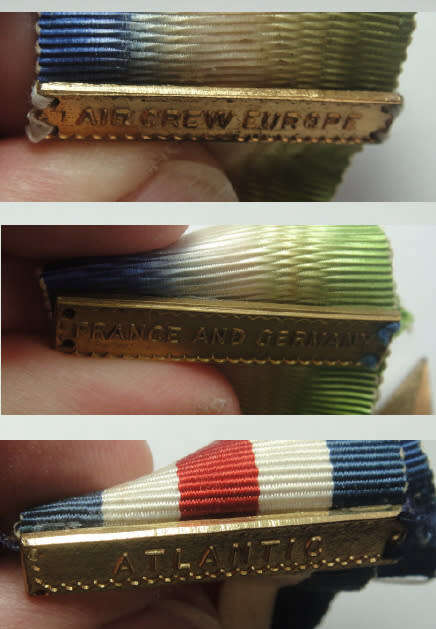 AIR CREW EUROPE
FRANCE AND GERMANY
ATLANTIC